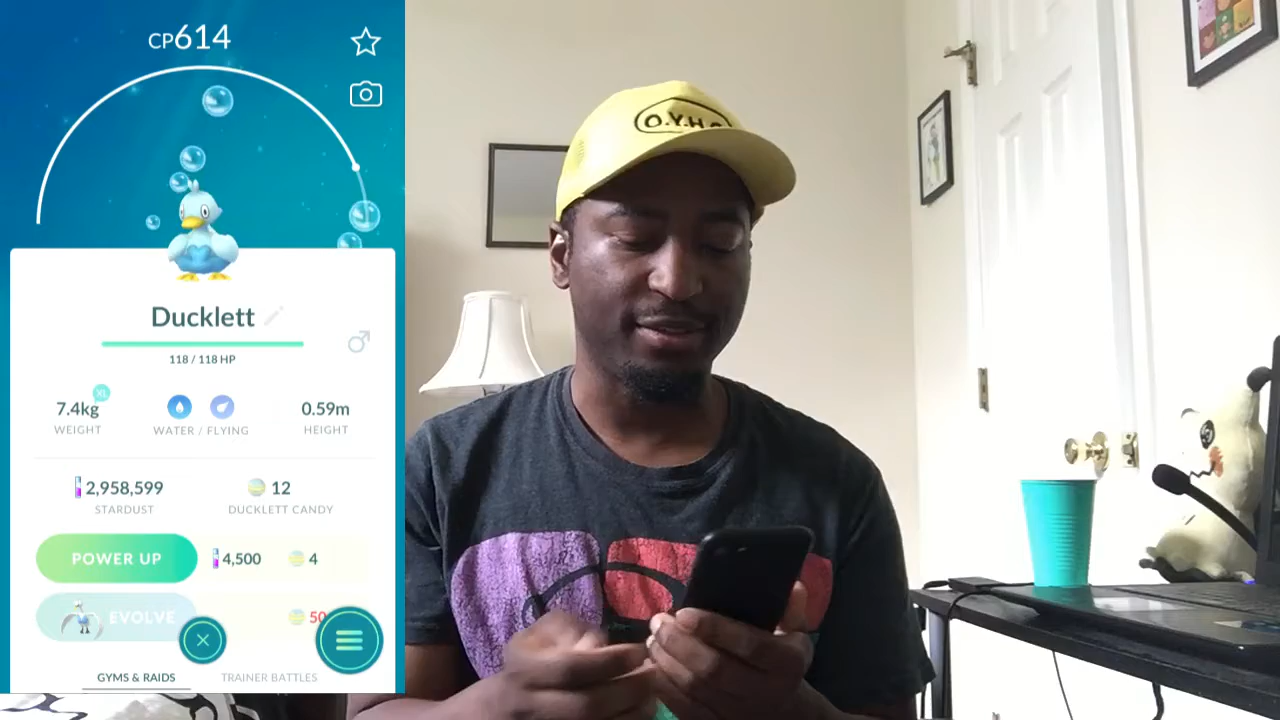 CP614
Ducklett
118 / 118 HP
XL
7.4kg
WEIGHT
WATER / FLYING
0.59m
HEIGHT
2,958,599
STARDUST
12
DUCKLETT CANDY
POWER UP
4,500
4
EVOLVE
50
GYMS & RAIDS
TRAINER BATTLES